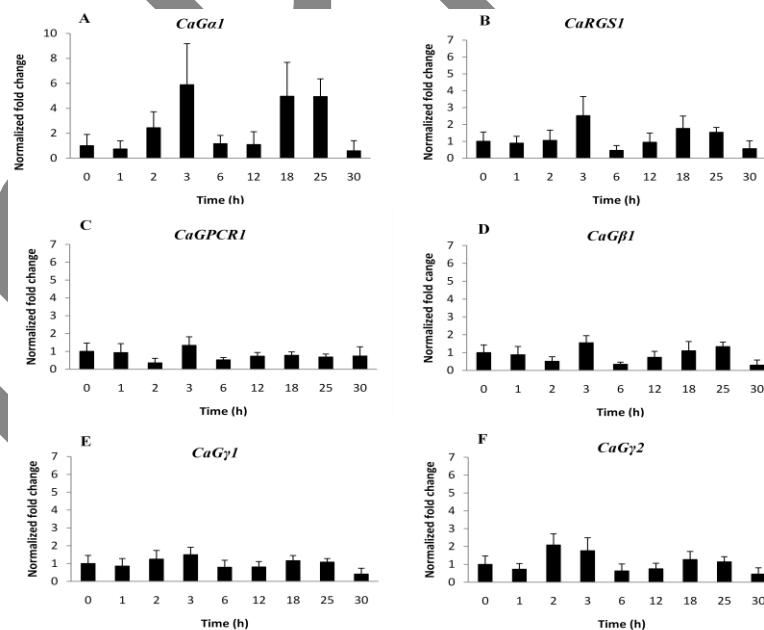 A
CaGα1
Normalized fold change
10
8
6
4
2
0
0 1 2 3 6 12 18 25 30
Time (h)
B
CaRGS1
Normalized fold change
7
6
5
4
3
2
1
0
0 1 2 3 6 12 18 25 30
Time (h)
C
CaGPCR1
Normalized fold change
7
6
5
4
3
2
1
0
0 1 2 3 6 12 18 25 30
Time (h)
D
CaGβ1
Normalized fold cange
7
6
5
4
3
2
1
0
0 1 2 3 6 12 18 25 30
Time (h)
E
CaGγ1
Normalized fold change
7
6
5
4
3
2
1
0
0 1 2 3 6 12 18 25 30
Time (h)
F
CaGγ2
Normalized fold change
7
6
5
4
3
2
1
0
0 1 2 3 6 12 18 25 30
Time (h)